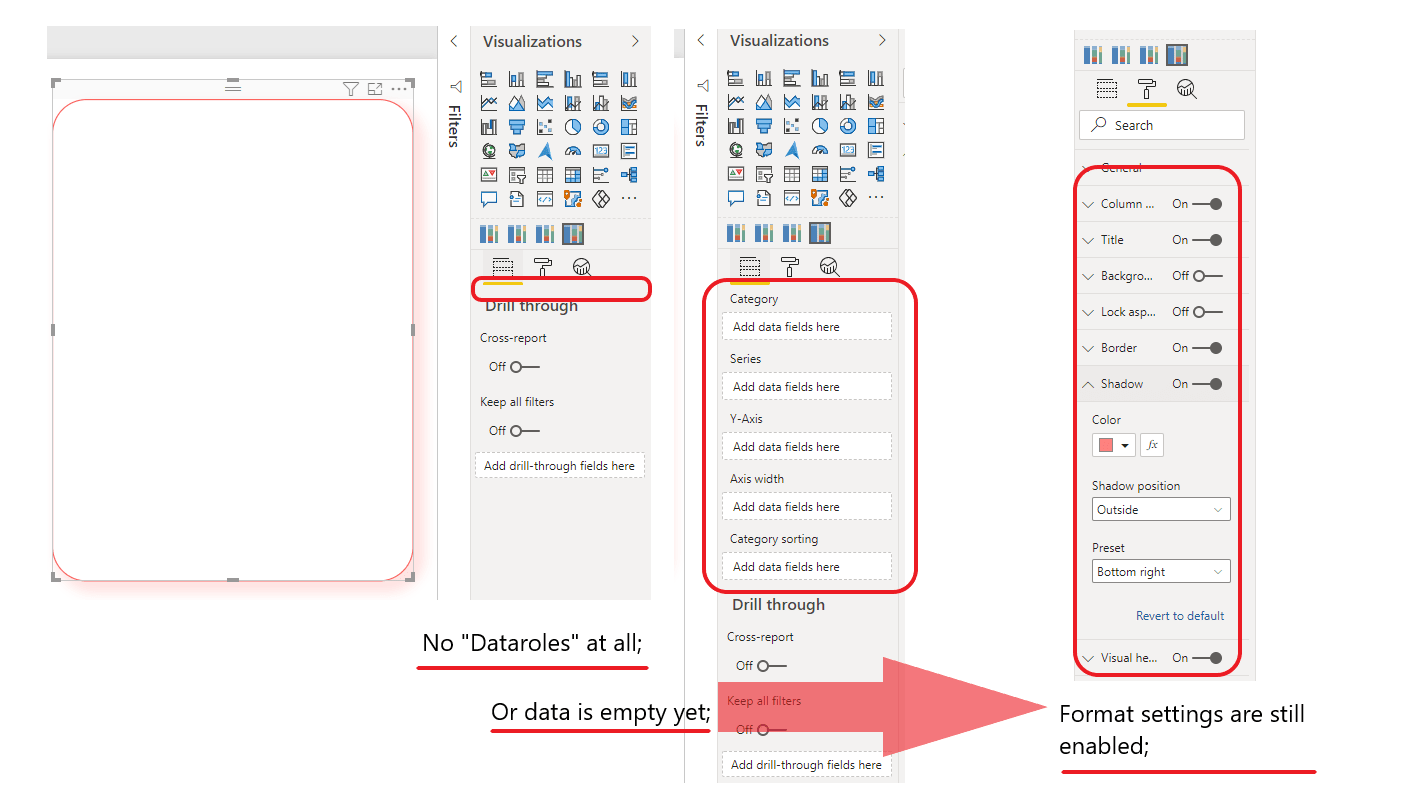 Visualizations
Filters
Drill through
Cross-report
Off
Keep all filters
Off
Add drill-through fields here
Visualizations
Filters
Category
Add data fields here
Series
Add data fields here
Y-Axis
Add data fields here
Axis width
Add data fields here
Category sorting
Add data fields here
Drill through
Cross-report
Off
Keep all filters
Off
Add drill-through fields here
Search
General
Column ... On
Title On
Backgro... Off
Lock asp... Off
Border On
Shadow On
Color
fx
Shadow position
Outside
Preset
Bottom right
Revert to default
Visual he... On
No "Dataroles" at all;
Or data is empty yet;
Format settings are still
enabled;